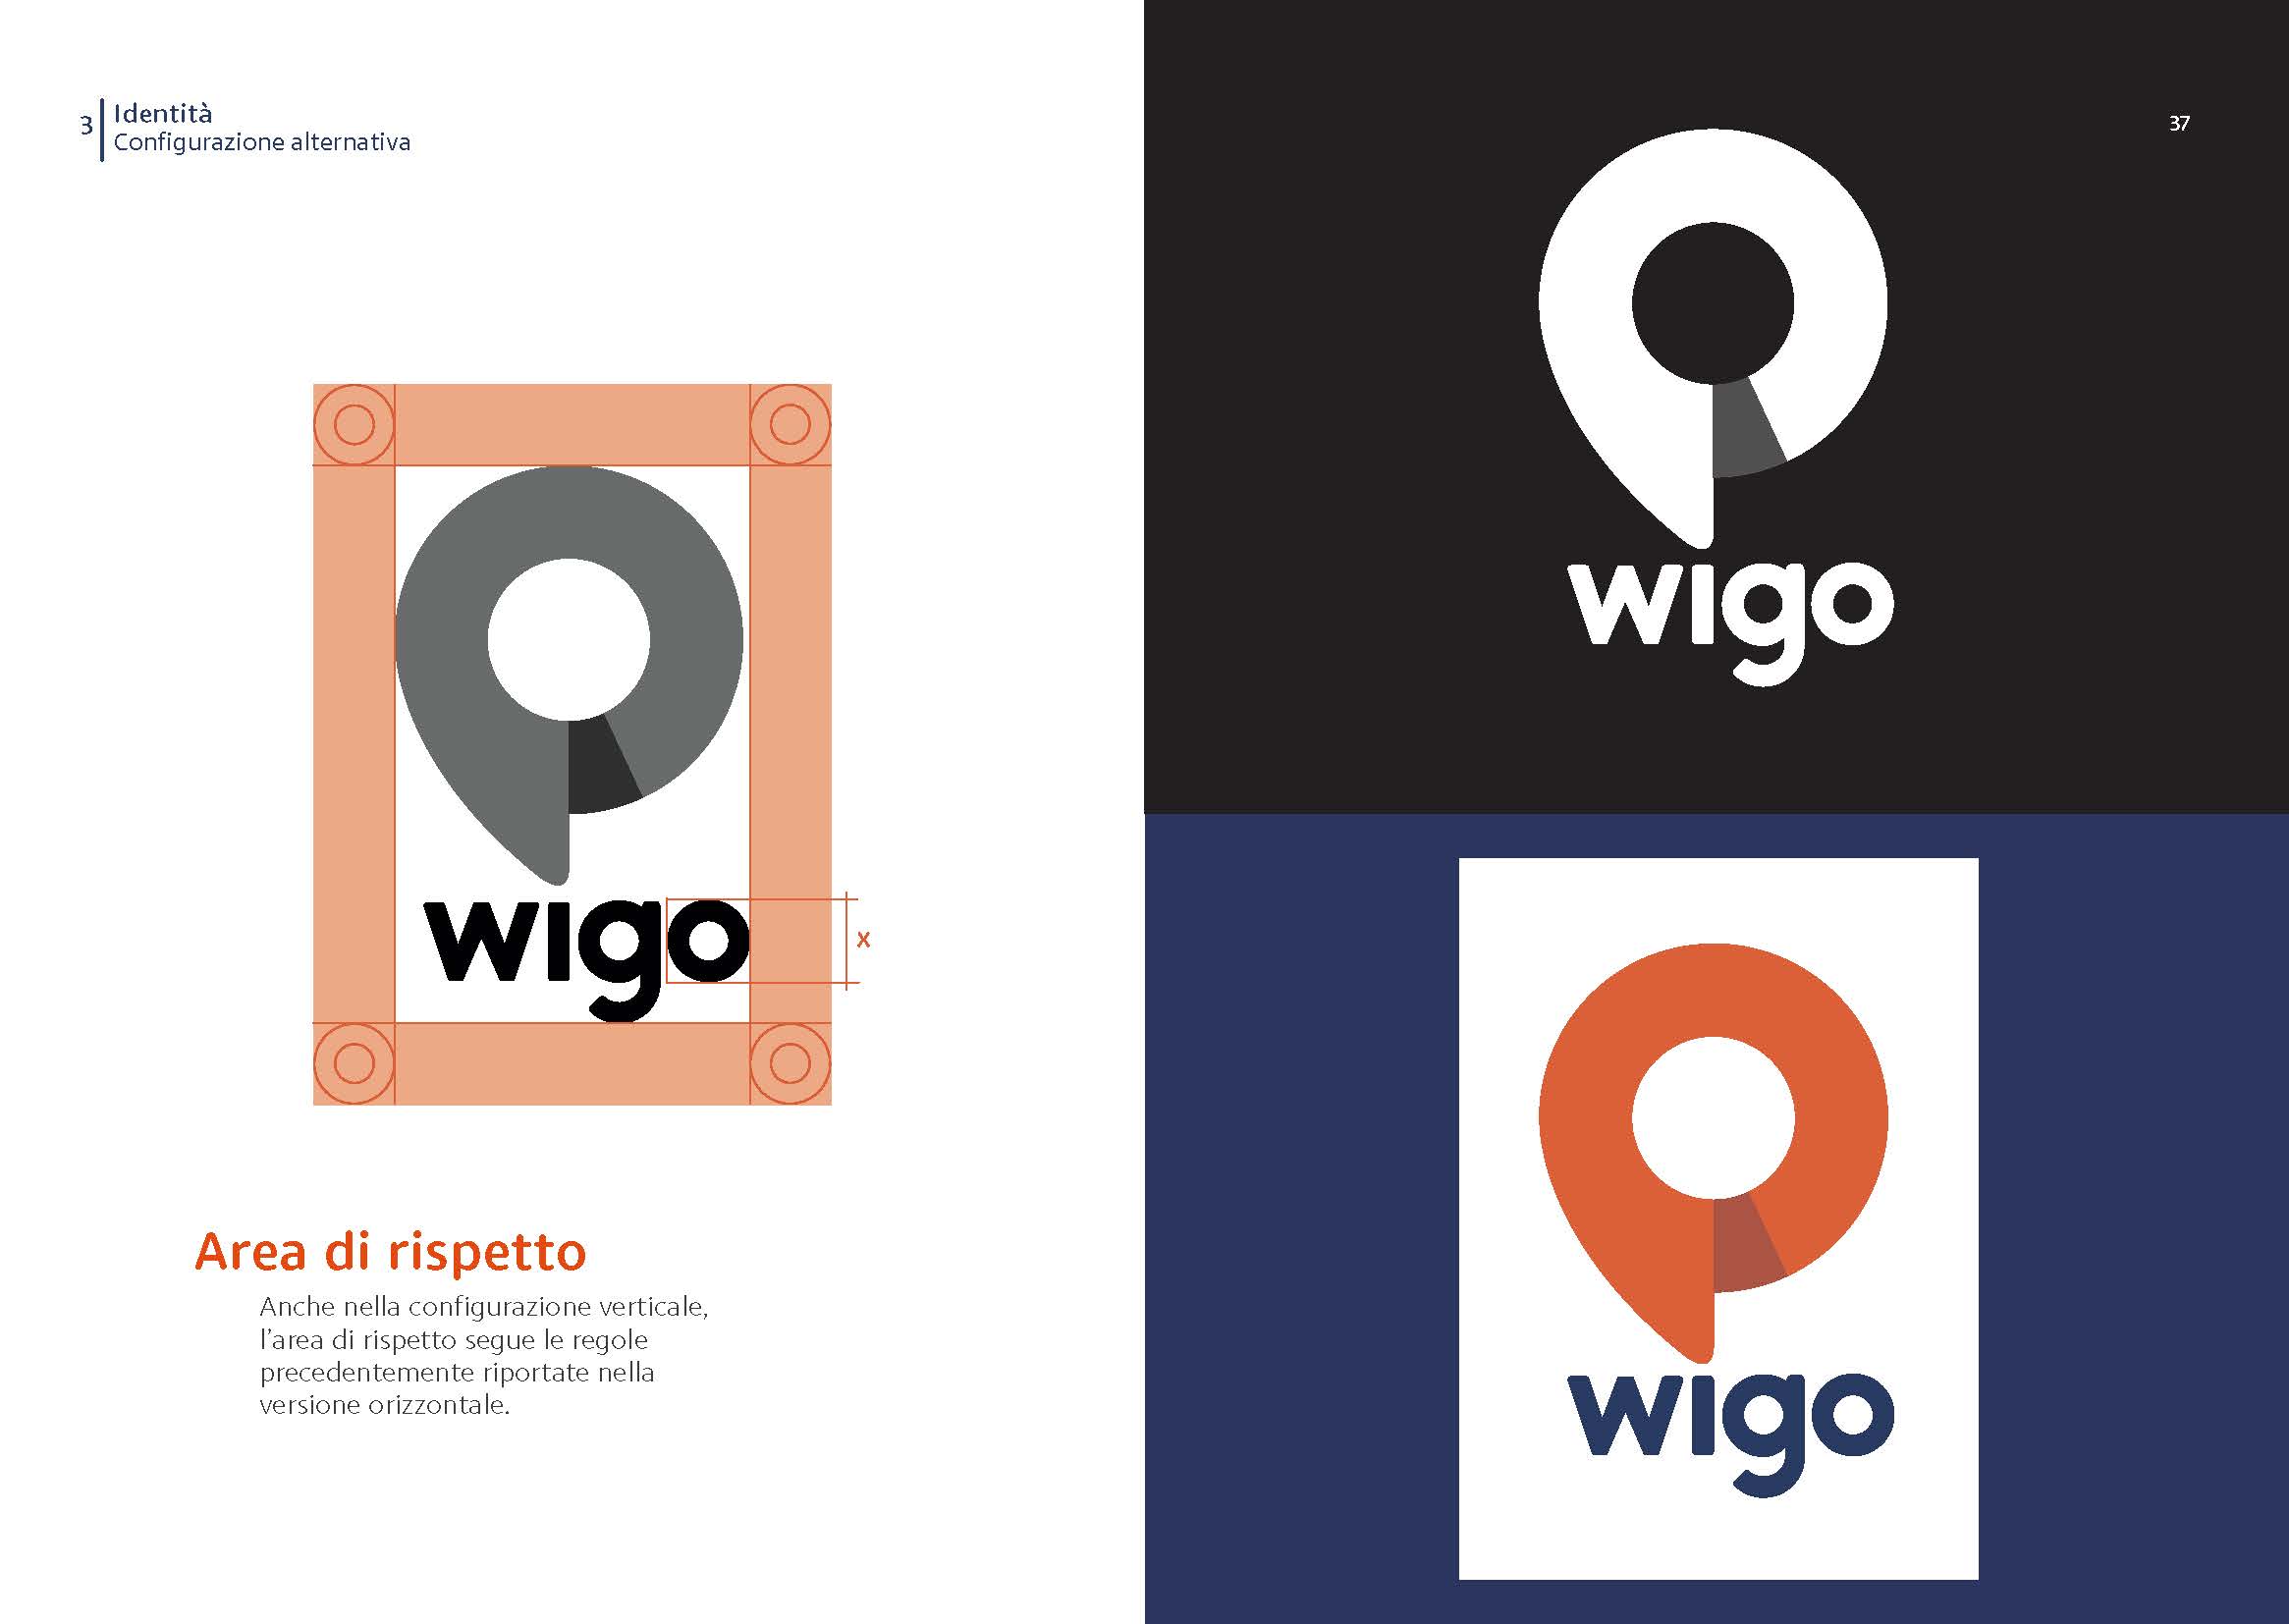 3
Identità
Configurazione alternativa
37
wigo
wigo
x
Area di rispetto
Anche nella configurazione verticale,
l’area di rispetto segue le regole
precedentemente riportate nella
versione orizzontale.
wigo